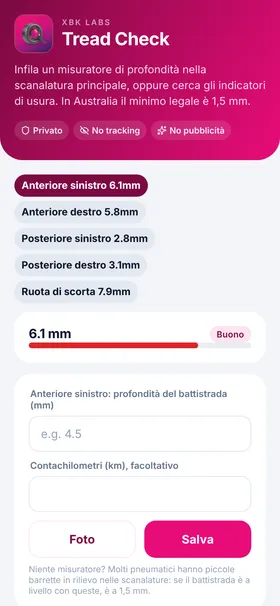 XBK LABS
Tread Check
Infila un misuratore di profondità nella
scanalatura principale, oppure cerca gli indicatori
di usura. In Australia il minimo legale è 1,5 mm.
Privato
No tracking
No pubblicità
Anteriore sinistro 6.1mm
Anteriore destro 5.8mm
Posteriore sinistro 2.8mm
Posteriore destro 3.1mm
Ruota di scorta 7.9mm
6.1 mm
Buono
Anteriore sinistro: profondità del battistrada
(mm)
e.g. 4.5
Contachilometri (km), facoltativo
Foto
Salva
Niente misuratore? Molti pneumatici hanno piccole
barrette in rilievo nelle scanalature: se il battistrada è a
livello con queste, è a 1,5 mm.